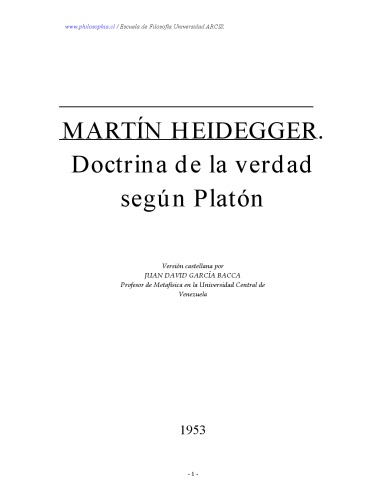 www.philosophia.cl / Escuela de Filosofía Universidad ARCIS.
MARTÍN HEIDEGGER.
Doctrina de la verdad
según Platón
Versión castellana por
JUAN DAVID GARCÍA BACCA
Profesor de Metafísica en la Universidad Central de
Venezuela
1953
- 1 -